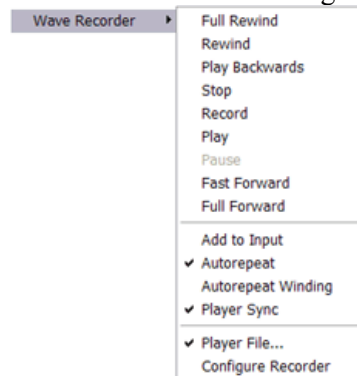 Wave Recorder
Full Rewind
Rewind
Play Backwards
Stop
Record
Play
Pause
Fast Forward
Full Forward
Add to Input
Autorepeat
Autorepeat Winding
Player Sync
Player File...
Configure Recorder